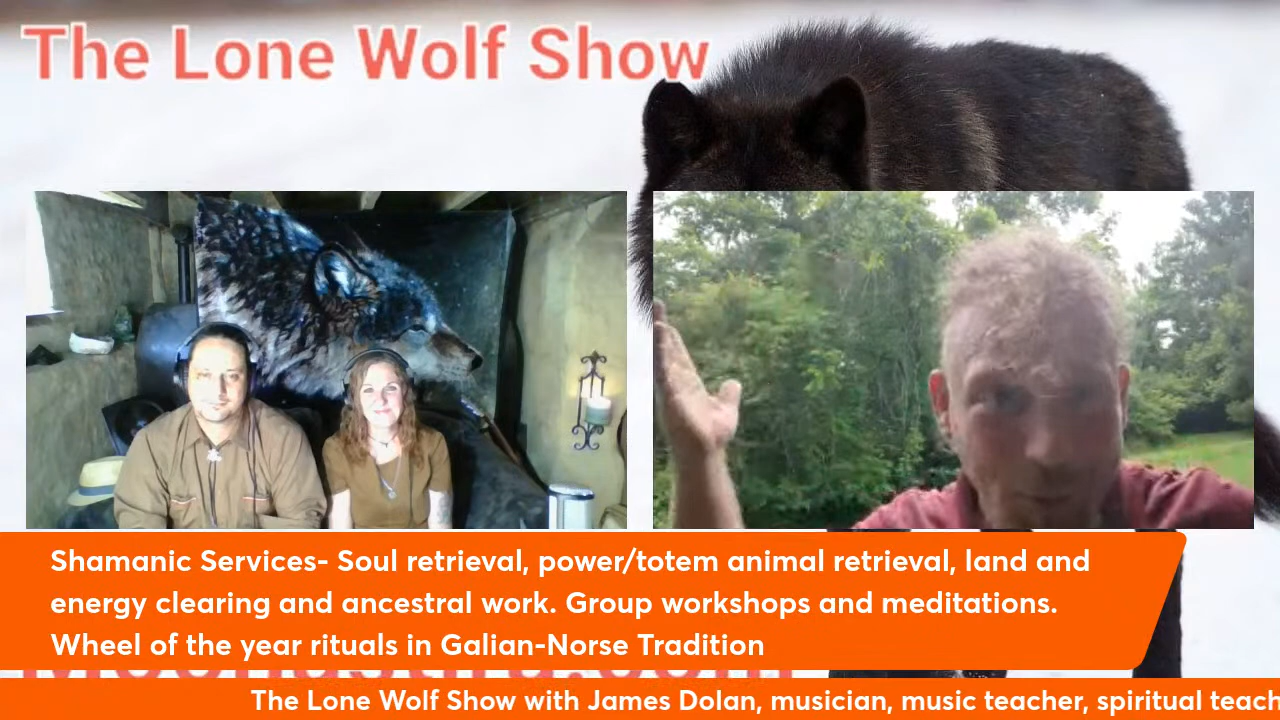 The Lone Wolf Show
Shamanic Services- Soul retrieval, power/totem animal retrieval, land and
energy clearing and ancestral work. Group workshops and meditations.
Wheel of the year rituals in Galian-Norse Tradition
The Lone Wolf Show with James Dolan, musician, music teacher, spiritual teach